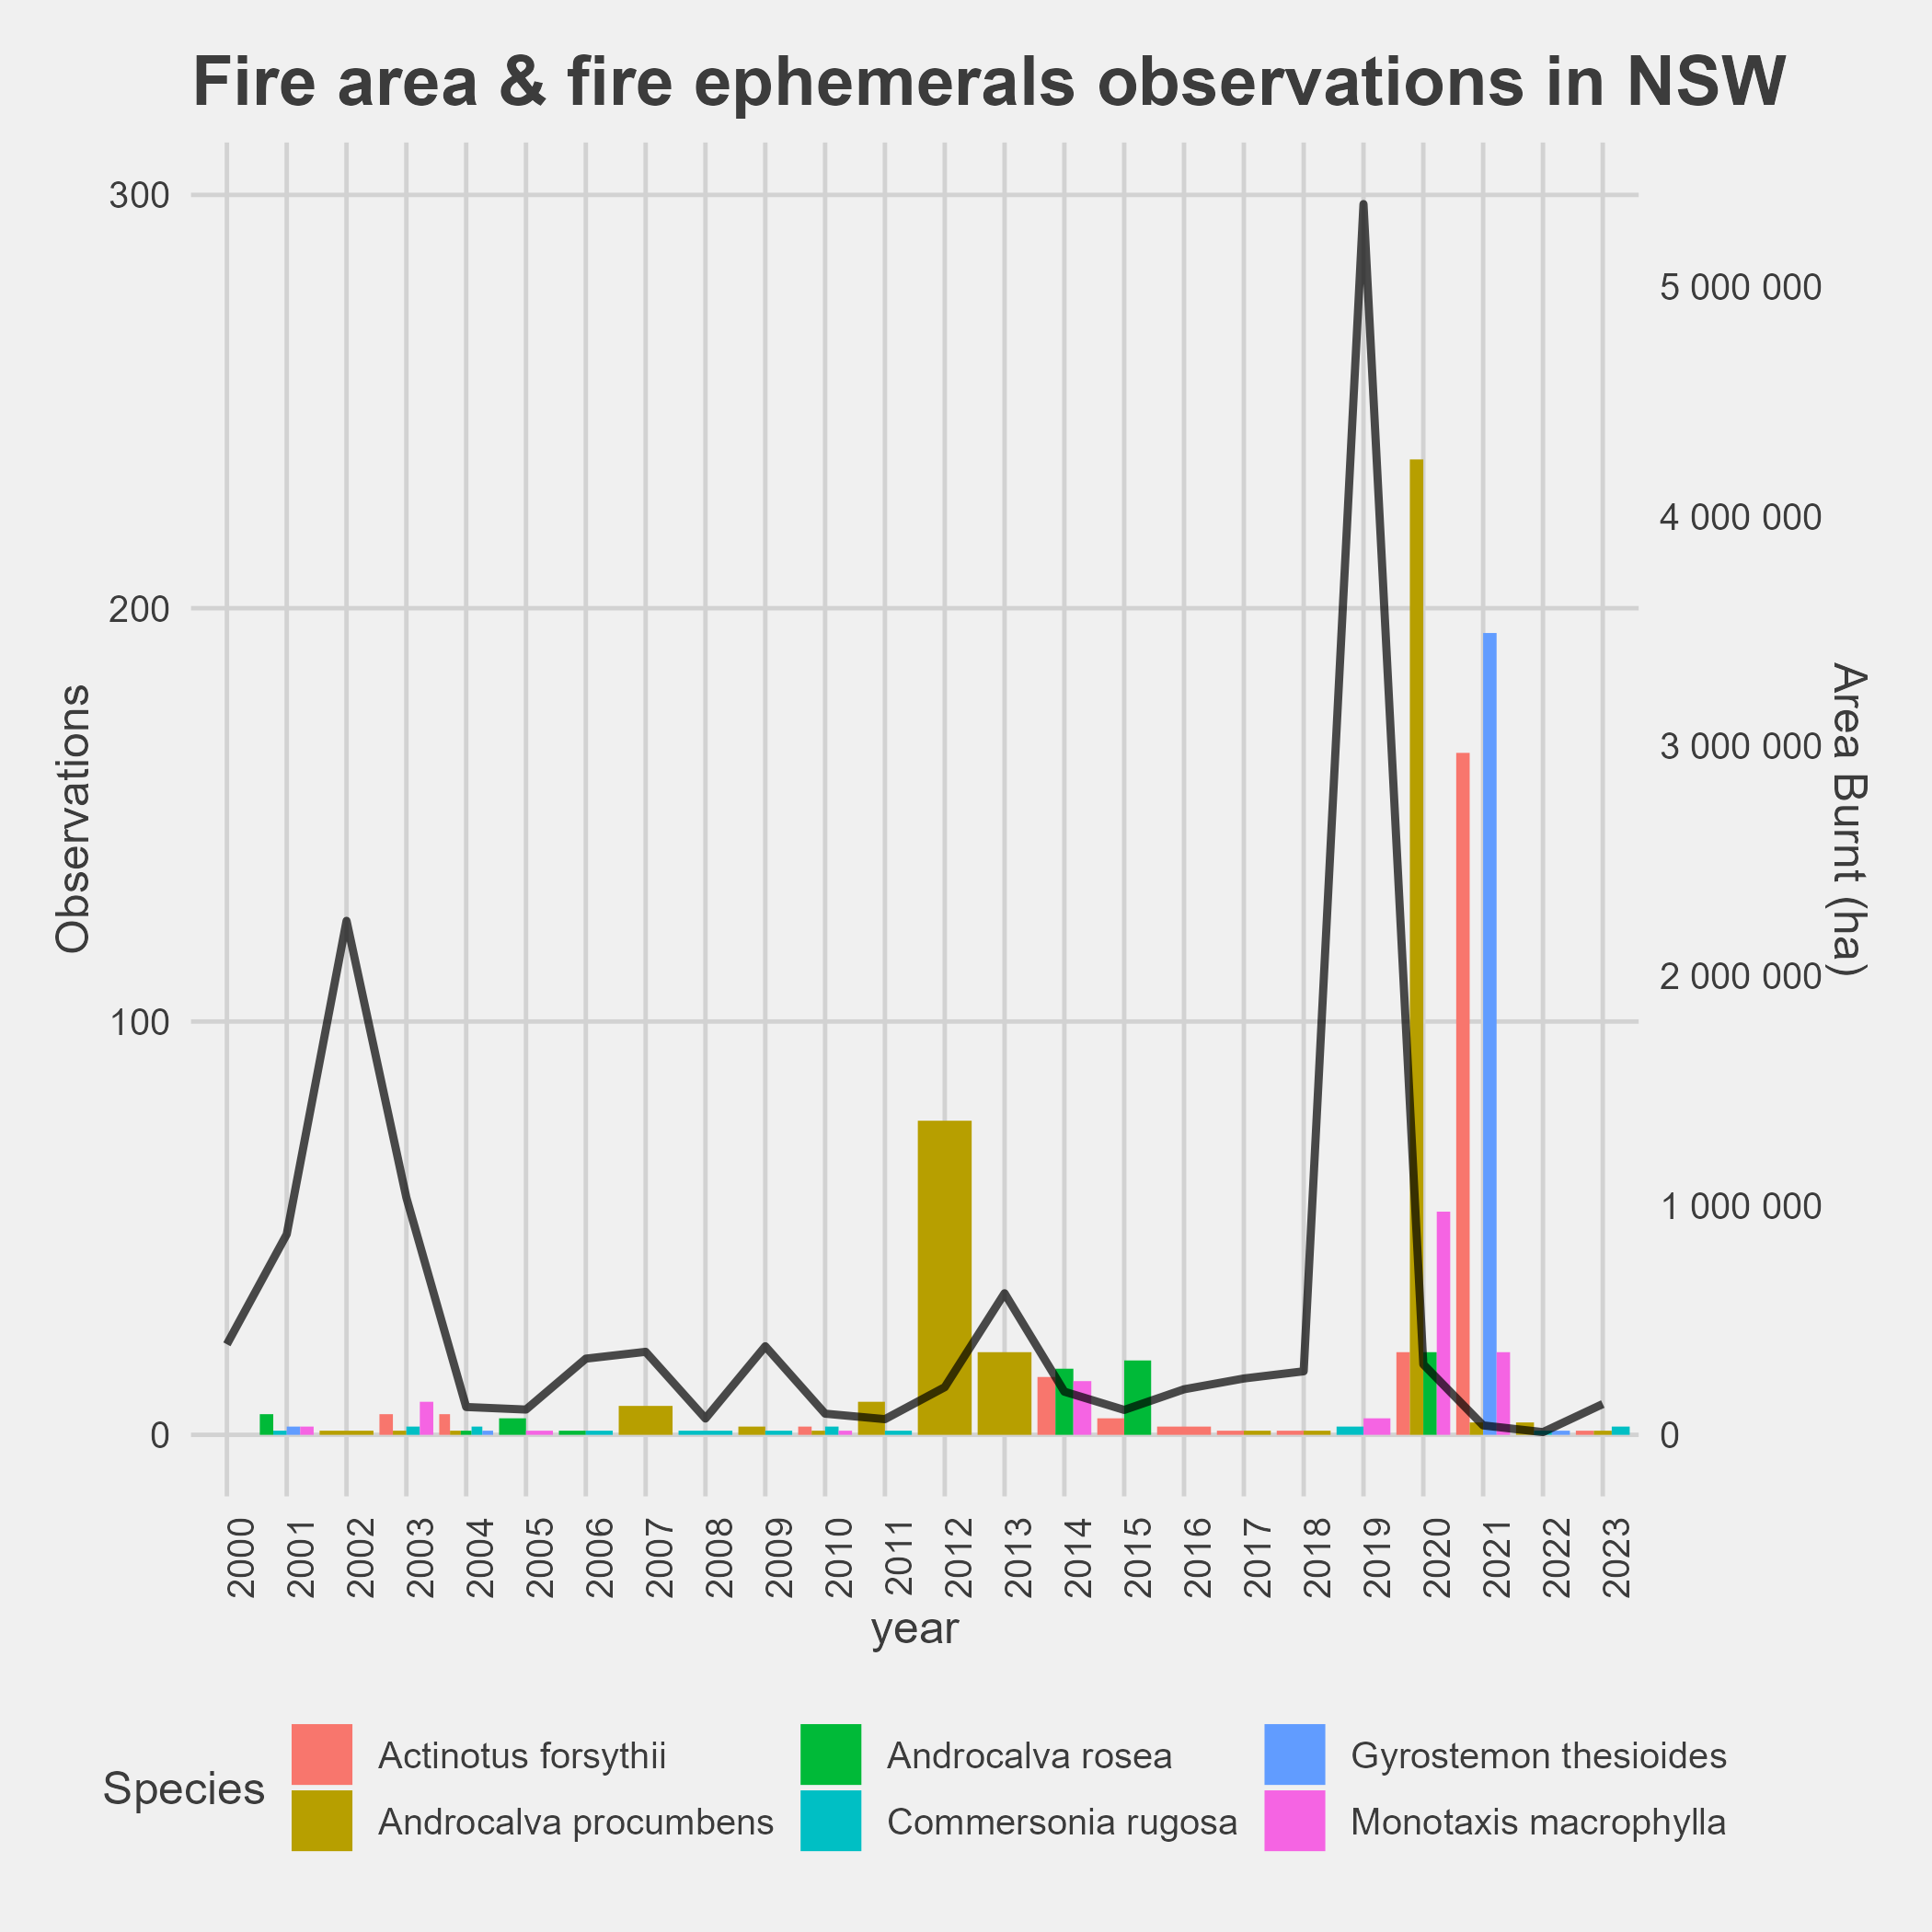 Fire area & fire ephemerals observations in NSW
300
200
100
0
Observations
5 000 000
4 000 000
3 000 000
2 000 000
1 000 000
0
Area Burnt (ha)
2000
2001
2002
2003
2004
2005
2006
2007
2008
2009
2010
2011
2012
2013
2014
2015
2016
2017
2018
2019
2020
2021
2022
2023
year
Species
Actinotus forsythii
Androcalva procumbens
Androcalva rosea
Commersonia rugosa
Gyrostemon thesioides
Monotaxis macrophylla